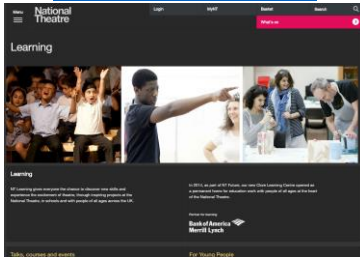 Menu
National
Theatre
Login
MyNT
Basket
Search
What's on
Learning
Learning
NT Learning gives everyone the chance to discover new skills and
experience the excitement of theatre, through inspiring projects at the
National Theatre, in schools and with people of all ages across the UK.
In 2013, as part of NT Future, our new Clore Learning Centre opened as
a permanent home for education work with people of all ages at the heart
of the National Theatre.
Partner for learning
Bank of America
Merrill Lynch
Talks, courses and events
For Young People